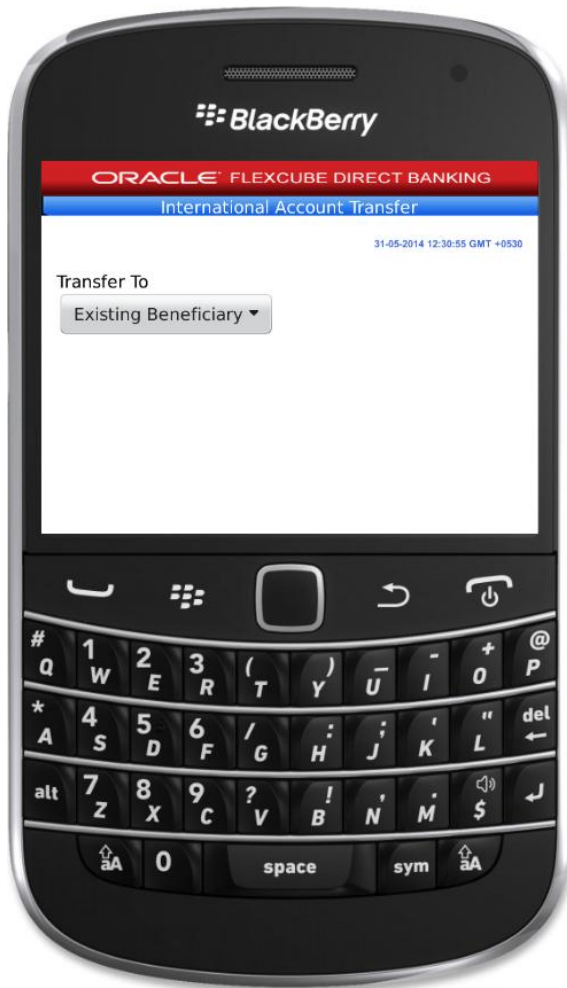 BlackBerry
ORACLE FLEXCUBE DIRECT BANKING
International Account Transfer
31-05-2014 12:30:55 GMT +0530
Transfer To
Existing Beneficiary
# 1 2 3 ( ) _ - + @
Q W E R T Y U I O P
* 4 5 6 / : ; ' " del
A S D F G H J K L
alt 7 8 9 ? ! , .
Z X C V B N M $
aA 0 space sym aA